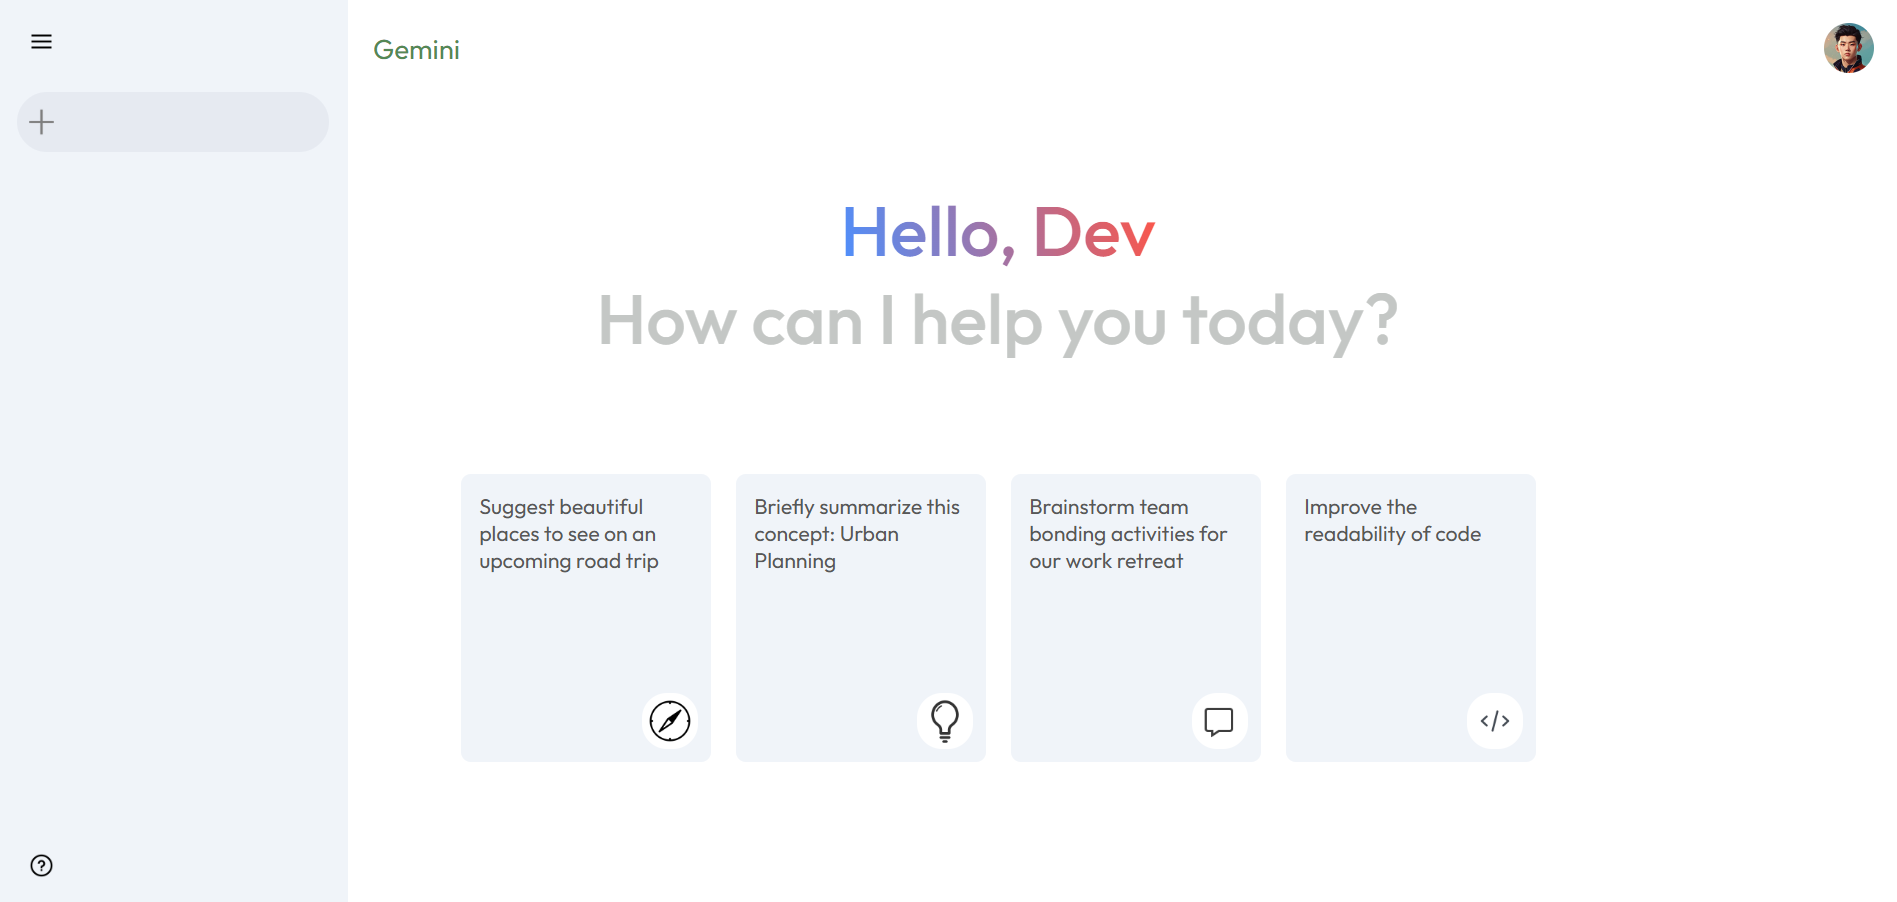 Gemini
Hello, Dev
How can I help you today?
Suggest beautiful
places to see on an
upcoming road trip
Briefly summarize this
concept: Urban
Planning
Brainstorm team
bonding activities for
our work retreat
Improve the
readability of code